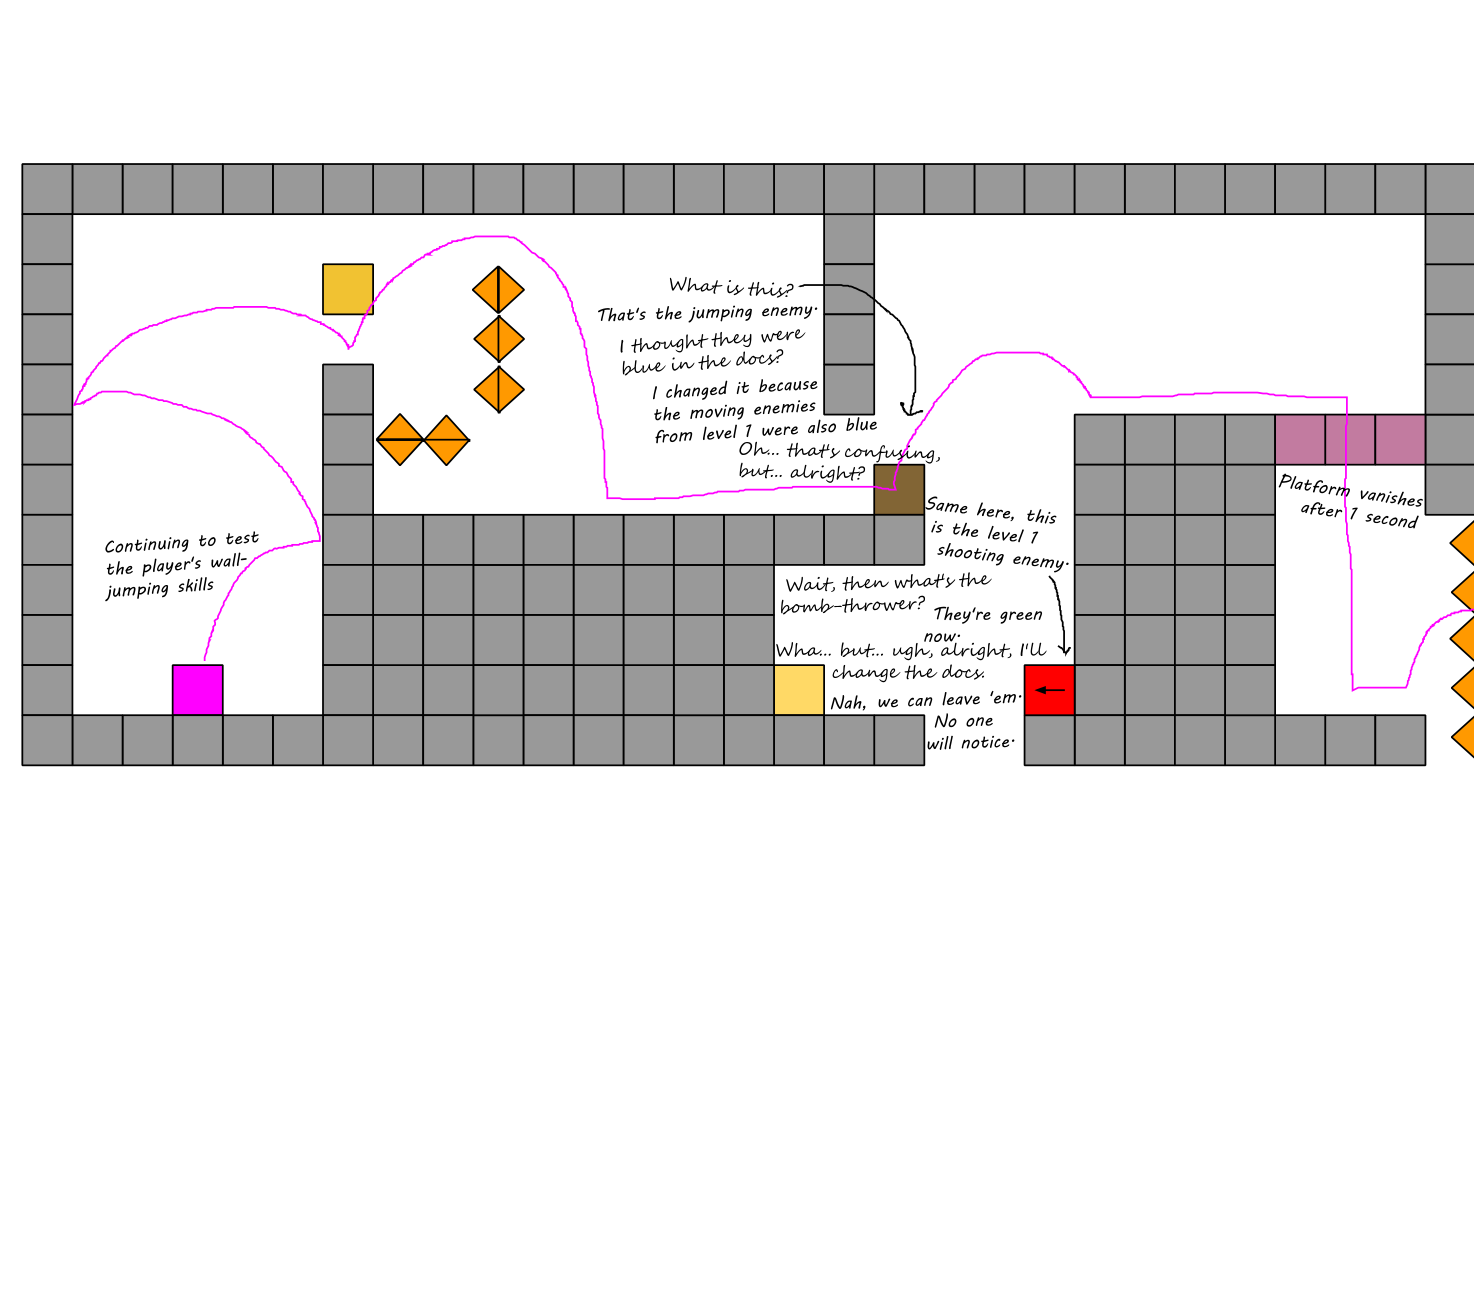 What is this?
That's the jumping enemy.
I thought they were
blue in the docs?
I changed it because
the moving enemies
from level 1 were also blue
Oh... that's confusing,
but... alright?
Same here, this
is the level 1
shooting enemy.
Wait, then what's the
bomb-thrower?
They're green
now.
Wha... but... ugh, alright, I'll
change the docs.
Nah, we can leave 'em.
No one
will notice.
Continuing to test
the player's wall-
jumping skills
Platform vanishes
after 1 second